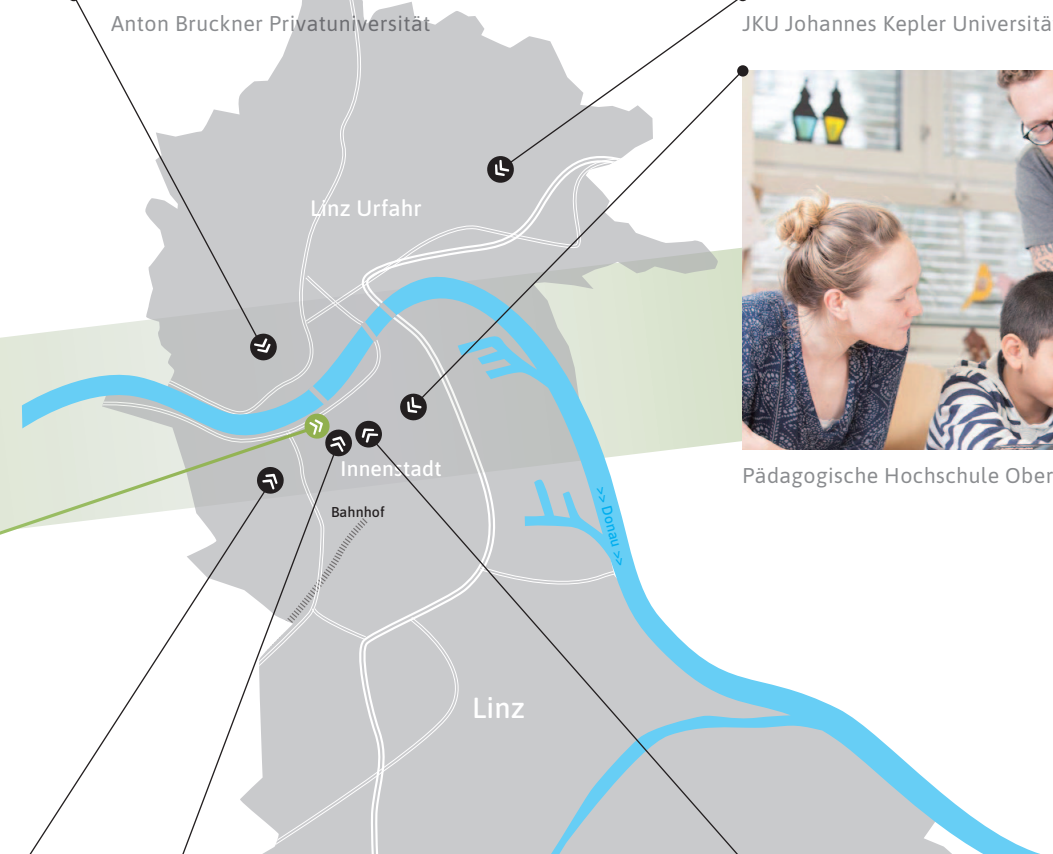 Anton Bruckner Privatuniversität
JKU Johannes Kepler Universitä
Linz Urfahr
Innenstadt
Pädagogische Hochschule Ober
Bahnhof
>> Donau >>
Linz